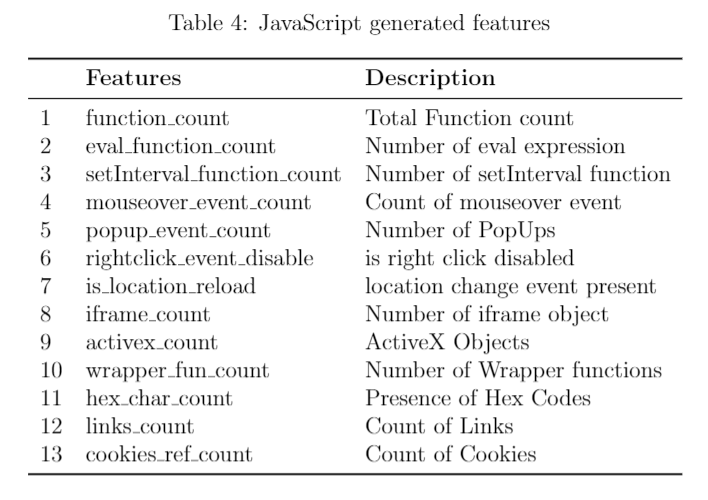 Table 4: JavaScript generated features
Features Description
1 function_count Total Function count
2 eval_function_count Number of eval expression
3 setInterval_function_count Number of setInterval function
4 mouseover_event_count Count of mouseover event
5 popup_event_count Number of PopUps
6 rightclick_event_disable is right click disabled
7 is_location_reload location change event present
8 iframe_count Number of iframe object
9 activex_count ActiveX Objects
10 wrapper_fun_count Number of Wrapper functions
11 hex_char_count Presence of Hex Codes
12 links_count Count of Links
13 cookies_ref_count Count of Cookies